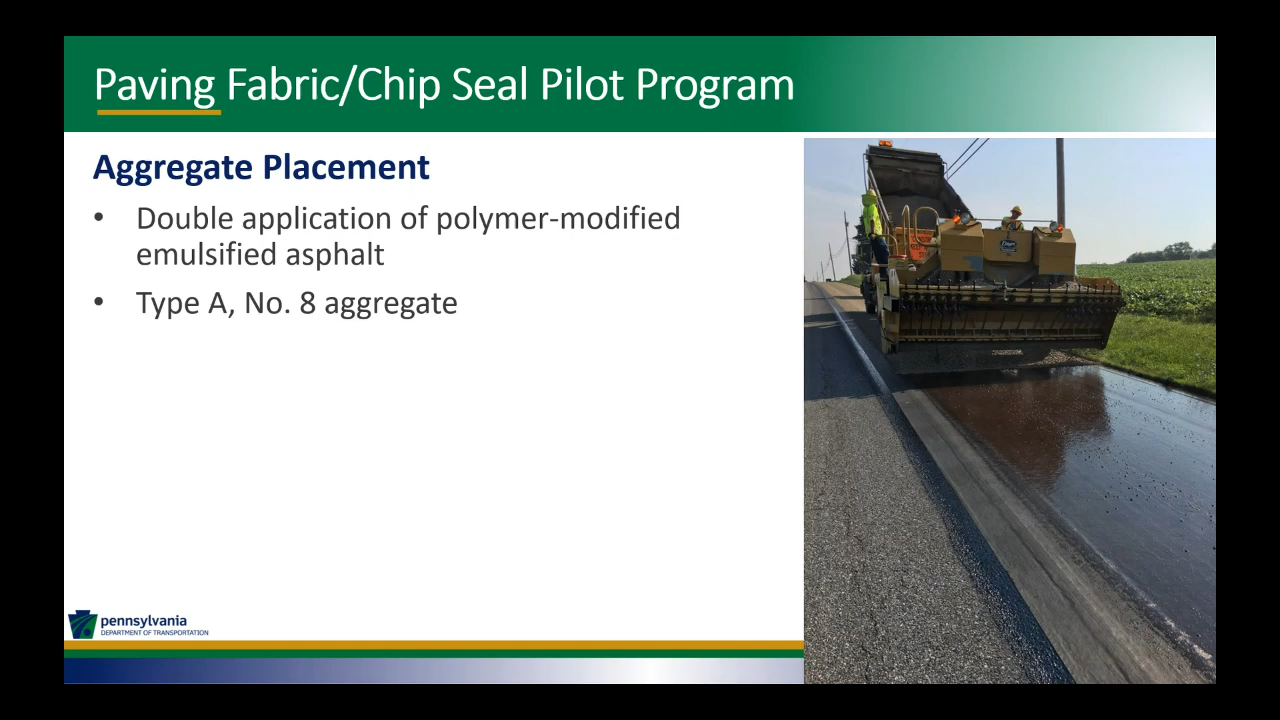 Paving Fabric/Chip Seal Pilot Program
Aggregate Placement
• Double application of polymer-modified
emulsified asphalt
• Type A, No. 8 aggregate
pennsylvania
DEPARTMENT OF TRANSPORTATION